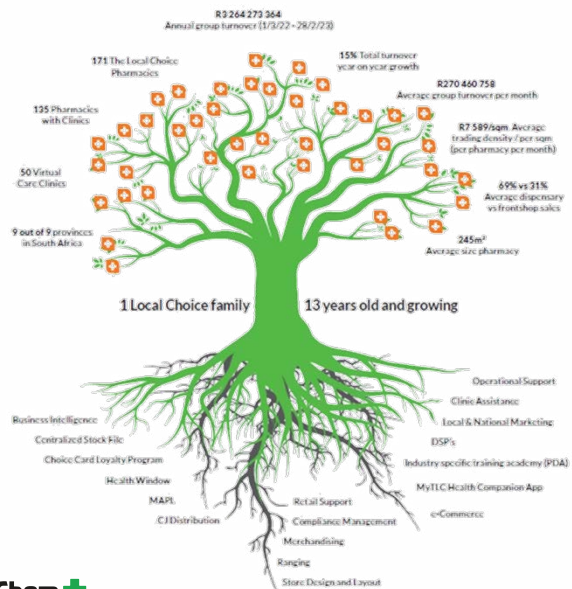 R3 264 273 364
Annual group turnover (1/3/22 –28/2/23)
171 The Local Choice
Pharmacies
15% Total turnover
year on year growth
R270 460 758
Average group turnover per month
135 Pharmacies
with Clinics
R7 589/sqm Average
trading density / per sqm
(per pharmacy per month)
50 Virtual
Care Clinics
69% vs 31%
Average dispensary
vs frontshop sales
9 out of 9 provinces
in South Africa
245m²
Average size pharmacy
1 Local Choice family
13 years old and growing
Operational Support
Clinic Assistance
Business Intelligence
Local & National Marketing
Centralized Stock File
DSP's
Choice Card Loyalty Program
Industry specific training academy (PDA)
Health Window
MyTLC Health Companion App
MAPL
Retail Support
e-Commerce
CJ Distribution
Compliance Management
Merchandising
Ranging
Store Design and Layout